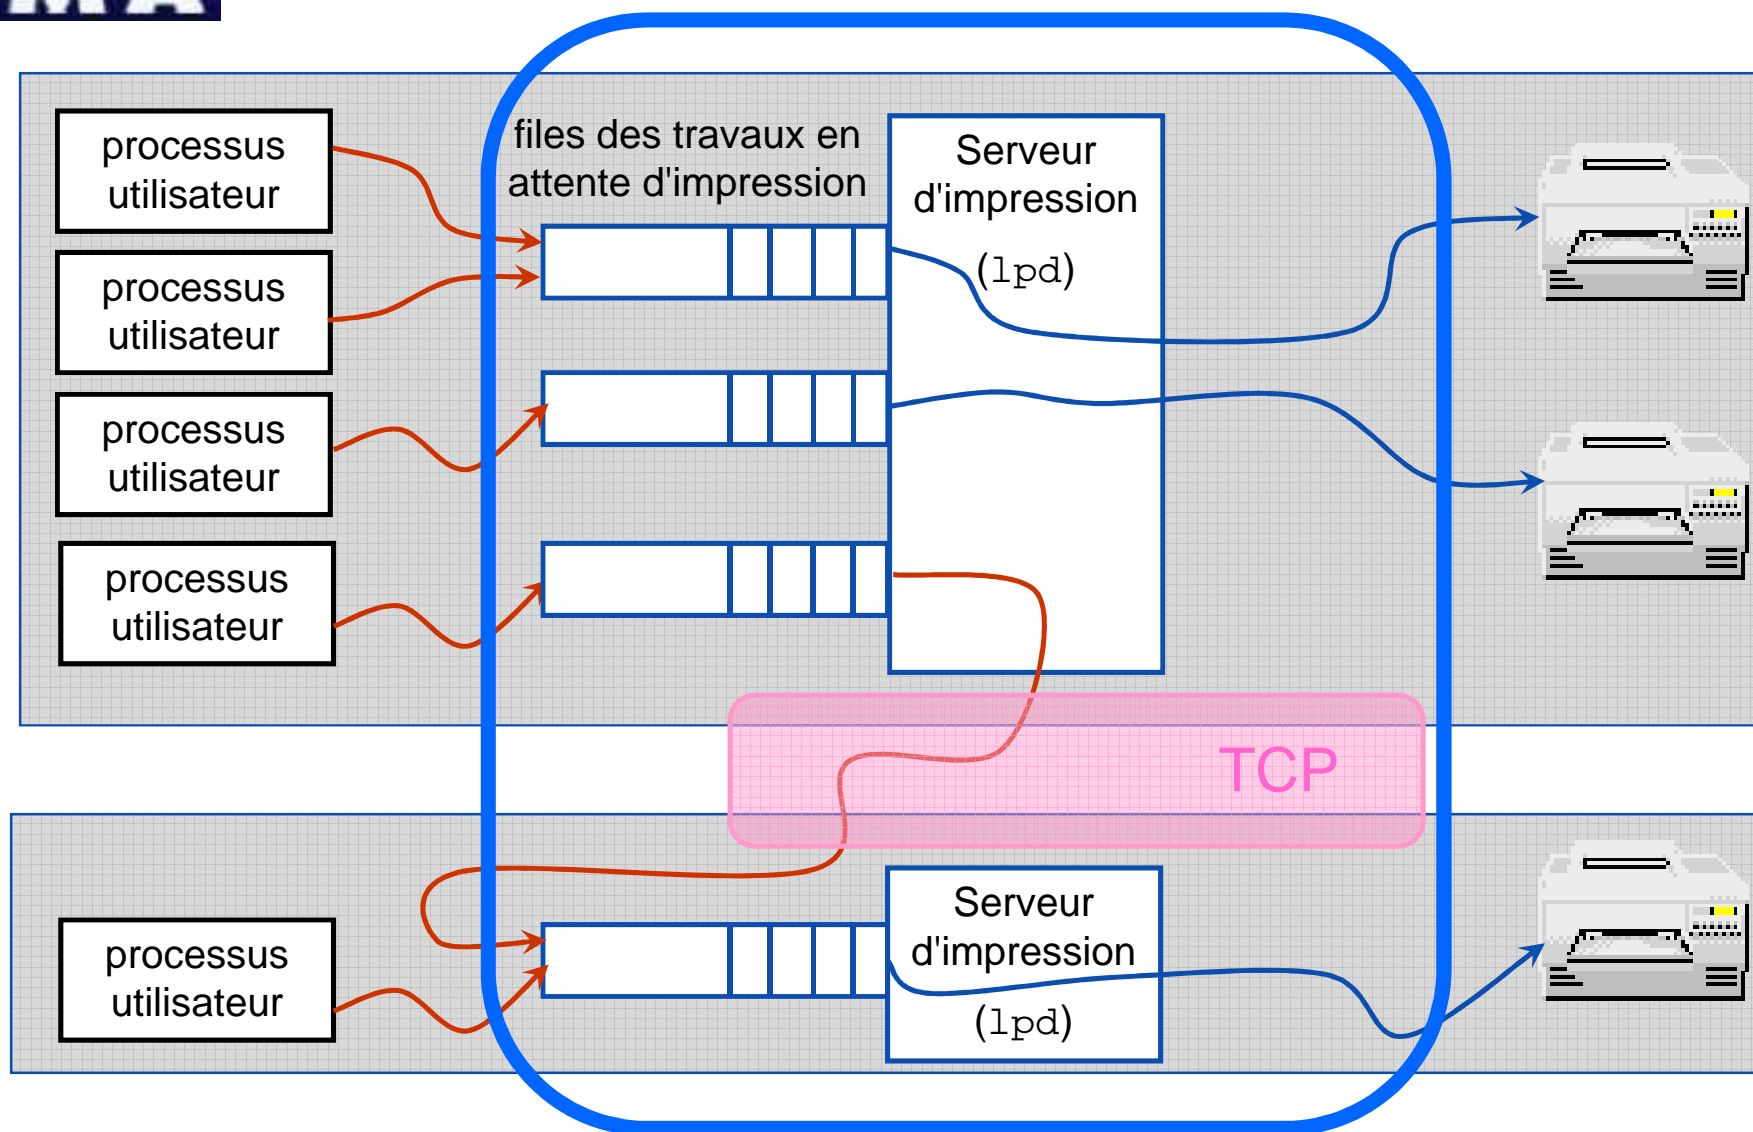 processus
utilisateur
processus
utilisateur
processus
utilisateur
processus
utilisateur
files des travaux en
attente d'impression
Serveur
d'impression
(lpd)
TCP
processus
utilisateur
Serveur
d'impression
(lpd)